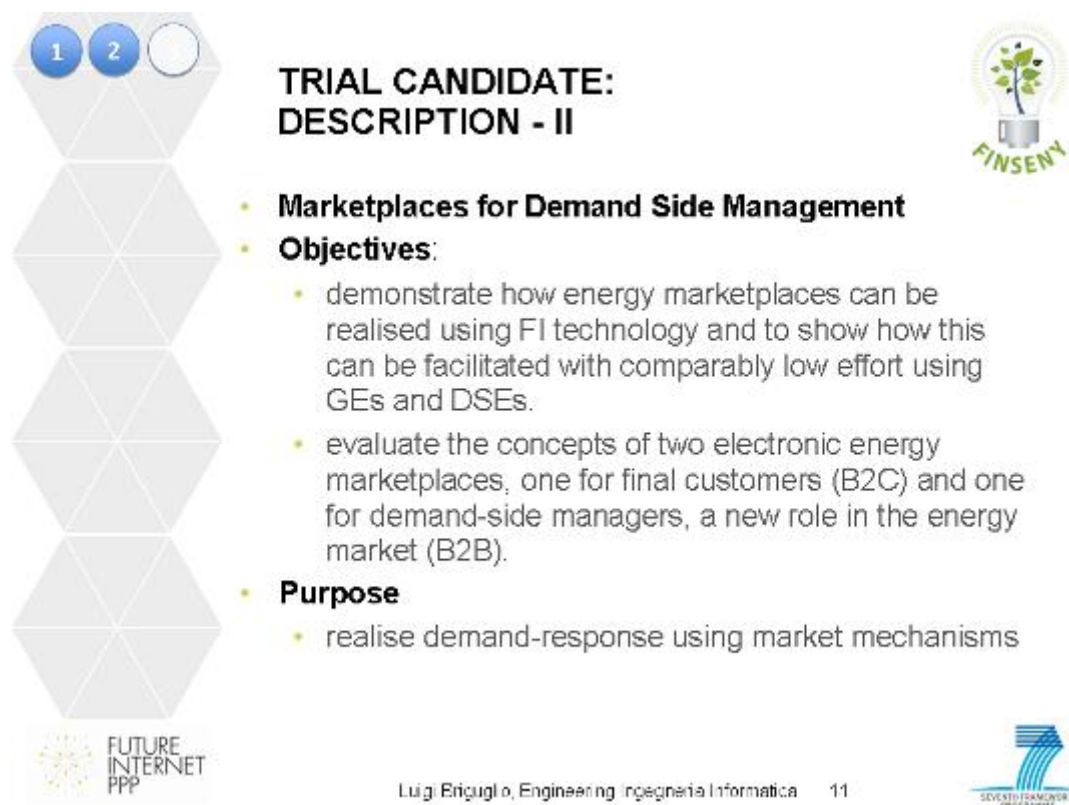 1 2
TRIAL CANDIDATE:
DESCRIPTION - II
FINSENY
• Marketplaces for Demand Side Management
• Objectives:
• demonstrate how energy marketplaces can be
realised using FI technology and to show how this
can be facilitated with comparably low effort using
GEs and DSEs.
• evaluate the concepts of two electronic energy
marketplaces, one for final customers (B2C) and one
for demand-side managers, a new role in the energy
market (B2B).
• Purpose
• realise demand-response using market mechanisms
FUTURE
INTERNET
PPP
Luigi Briguglio, Engineering Ingegneria Informatica 11
7
SEVENTH FRAMEWOR